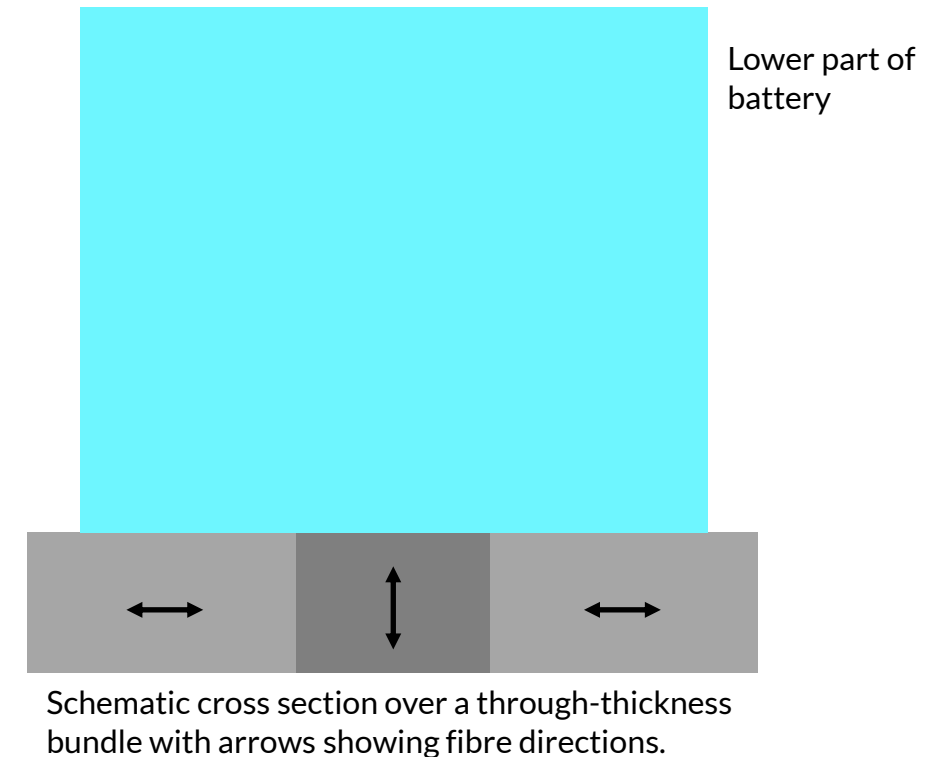 Lower part of
battery
Schematic cross section over a through-thickness
bundle with arrows showing fibre directions.